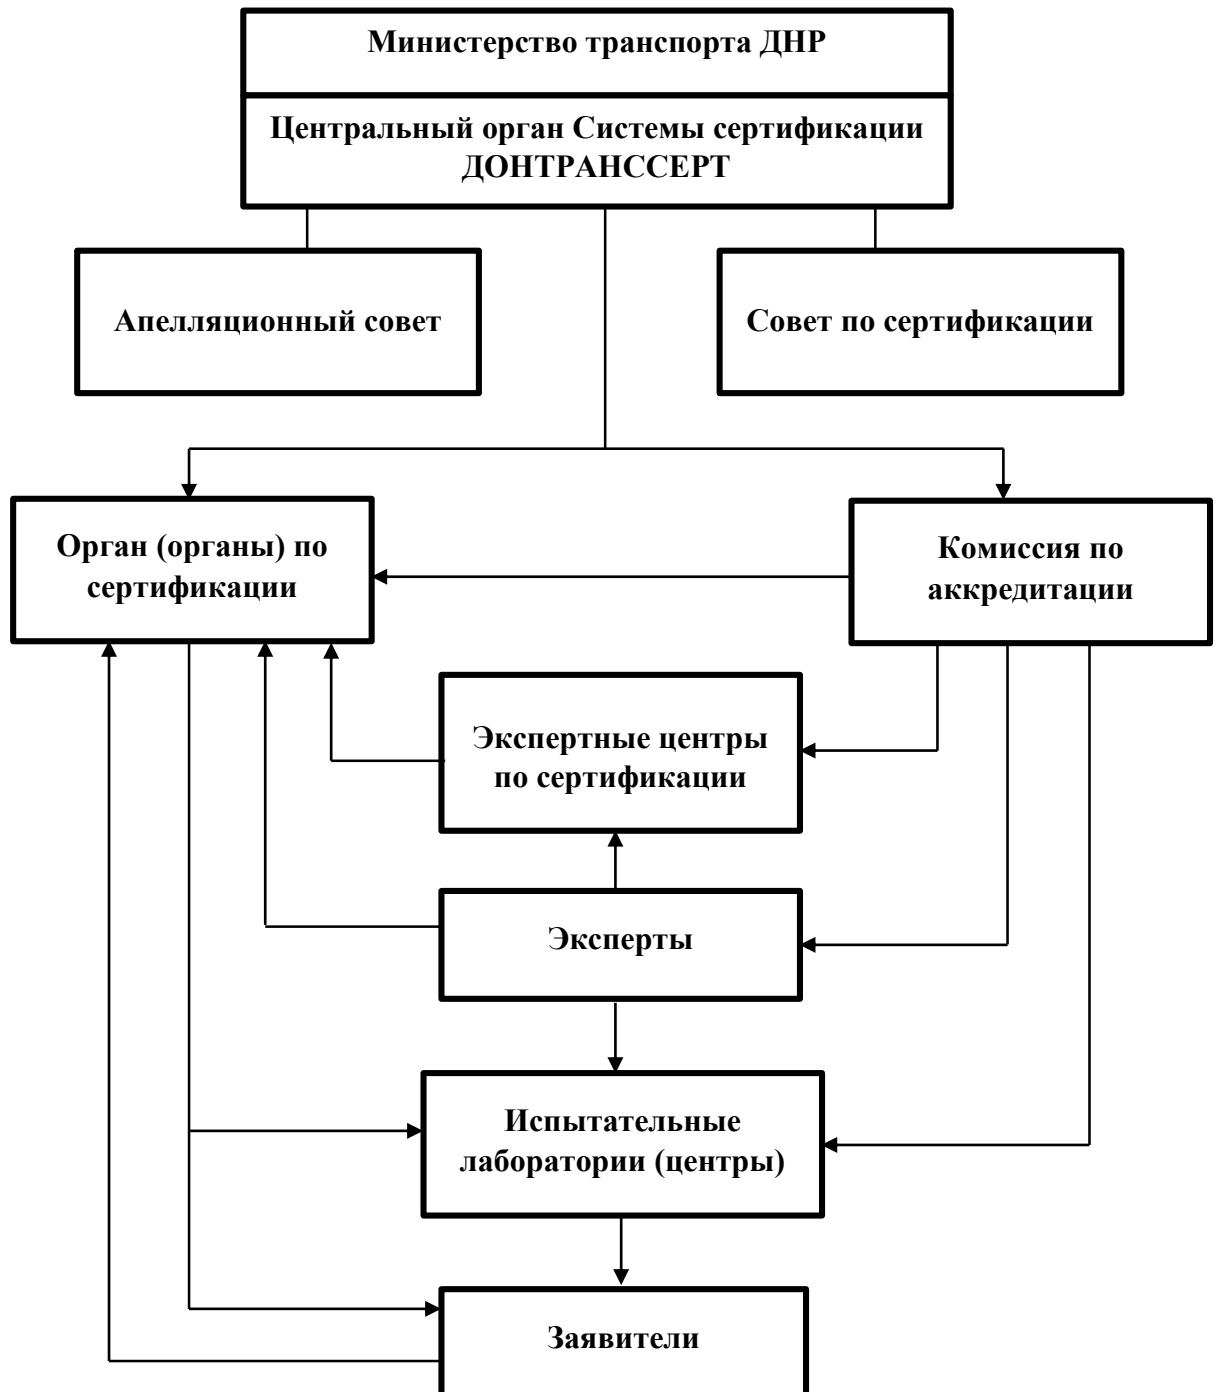 Министерство транспорта ДНР
Центральный орган Системы сертификации
ДОНТРАНССЕРТ
Апелляционный совет
Совет по сертификации
Орган (органы) по
сертификации
Комиссия по
аккредитации
Экспертные центры
по сертификации
Эксперты
Испытательные
лаборатории (центры)
Заявители